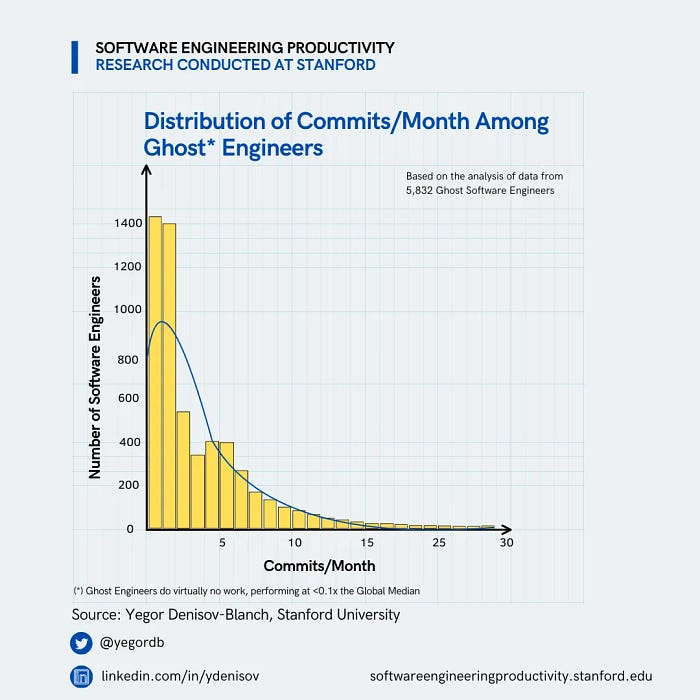 SOFTWARE ENGINEERING PRODUCTIVITY
RESEARCH CONDUCTED AT STANFORD
Distribution of Commits/Month Among
Ghost* Engineers
Based on the analysis of data from
5,832 Ghost Software Engineers
Number of Software Engineers
1400
1200
1000
800
600
400
200
0
5
10
15
25
30
Commits/Month
(*) Ghost Engineers do virtually no work, performing at <0.1x the Global Median
Source: Yegor Denisov-Blanch, Stanford University
@yegordb
linkedin.com/in/ydenisov
softwareengineeringproductivity.stanford.edu